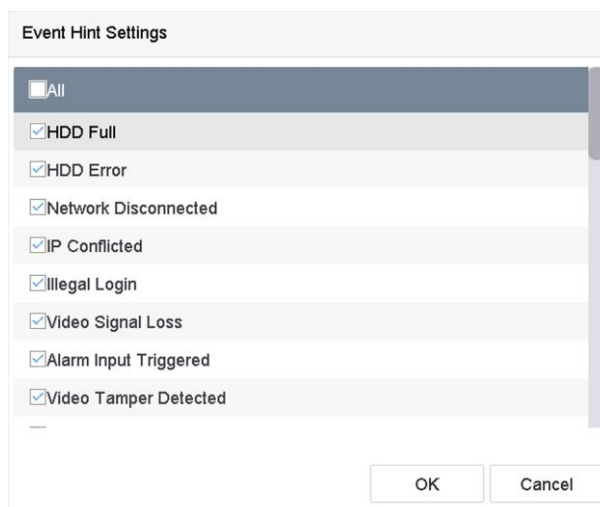 Event Hint Settings
All
HDD Full
HDD Error
Network Disconnected
IP Conflicted
Illegal Login
Video Signal Loss
Alarm Input Triggered
Video Tamper Detected
OK Cancel